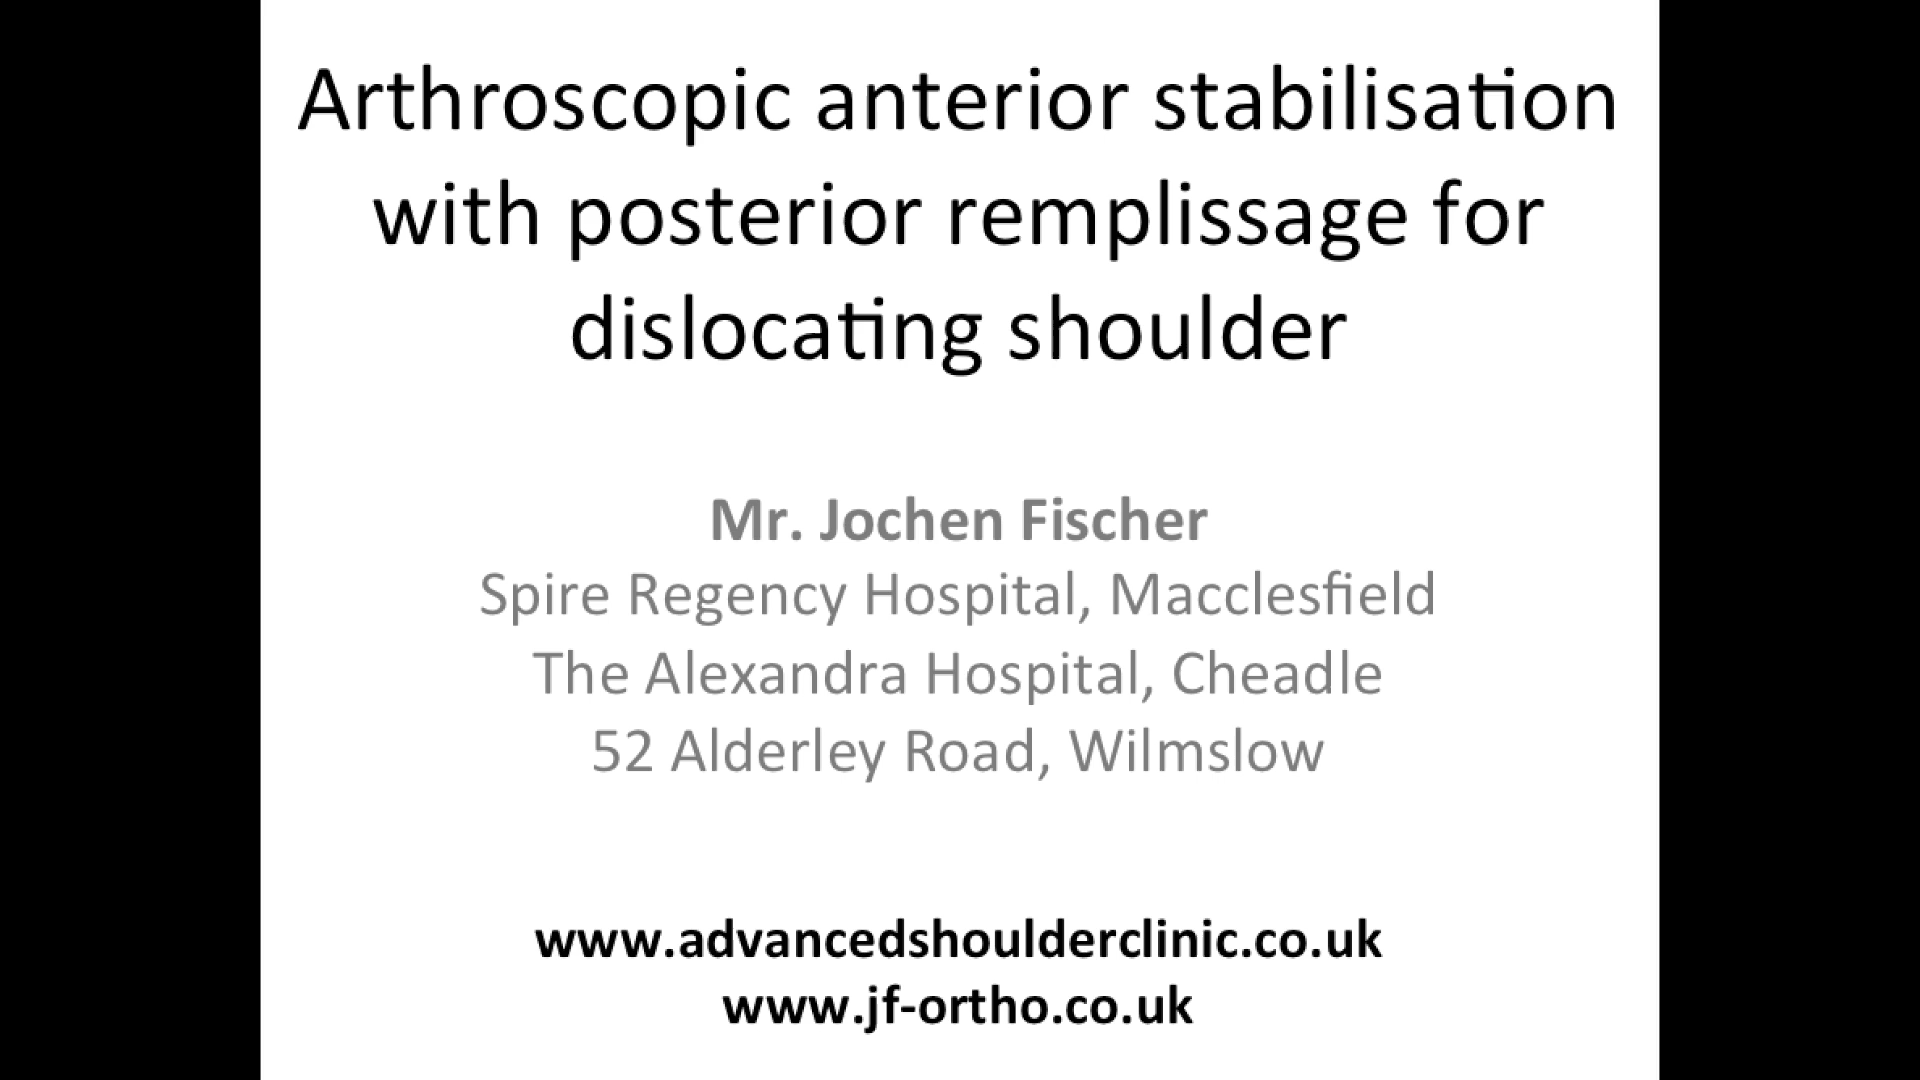 Arthroscopic anterior stabilisation
with posterior remplissage for
dislocating shoulder
Mr. Jochen Fischer
Spire Regency Hospital, Macclesfield
The Alexandra Hospital, Cheadle
52 Alderley Road, Wilmslow
www.advancedshoulderclinic.co.uk
www.jf-ortho.co.uk